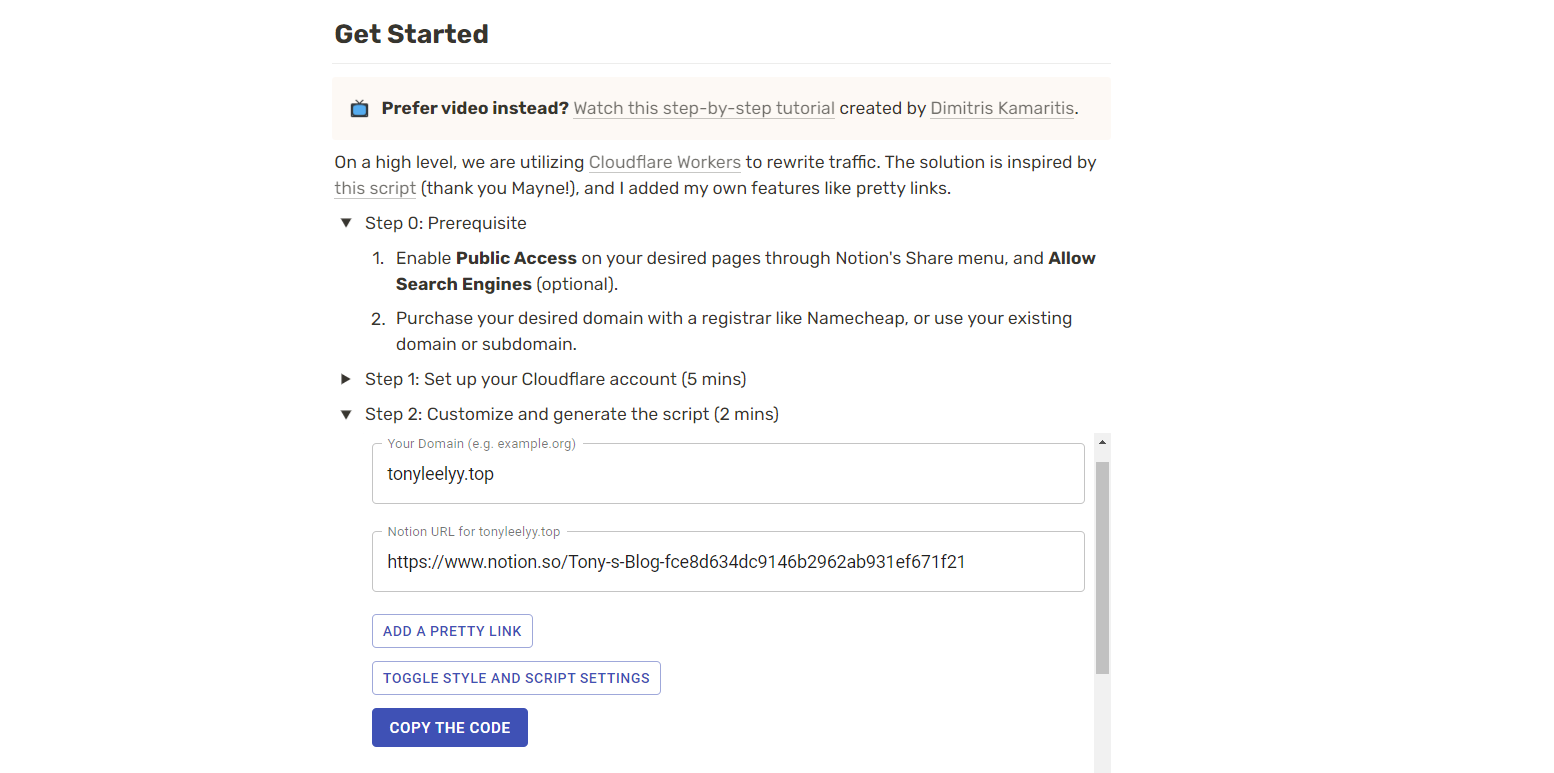 Get Started
Prefer video instead? Watch this step-by-step tutorial created by Dimitris Kamaritis.
On a high level, we are utilizing Cloudflare Workers to rewrite traffic. The solution is inspired by
this script (thank you Mayne!), and I added my own features like pretty links.
Step 0: Prerequisite
1. Enable Public Access on your desired pages through Notion's Share menu, and Allow
Search Engines (optional).
2. Purchase your desired domain with a registrar like Namecheap, or use your existing
domain or subdomain.
Step 1: Set up your Cloudflare account (5 mins)
Step 2: Customize and generate the script (2 mins)
Your Domain (e.g. example.org)
tonyleelyy.top
Notion URL for tonyleelyy.top
https://www.notion.so/Tony-s-Blog-fce8d634dc9146b2962ab931ef671f21
ADD A PRETTY LINK
TOGGLE STYLE AND SCRIPT SETTINGS
COPY THE CODE